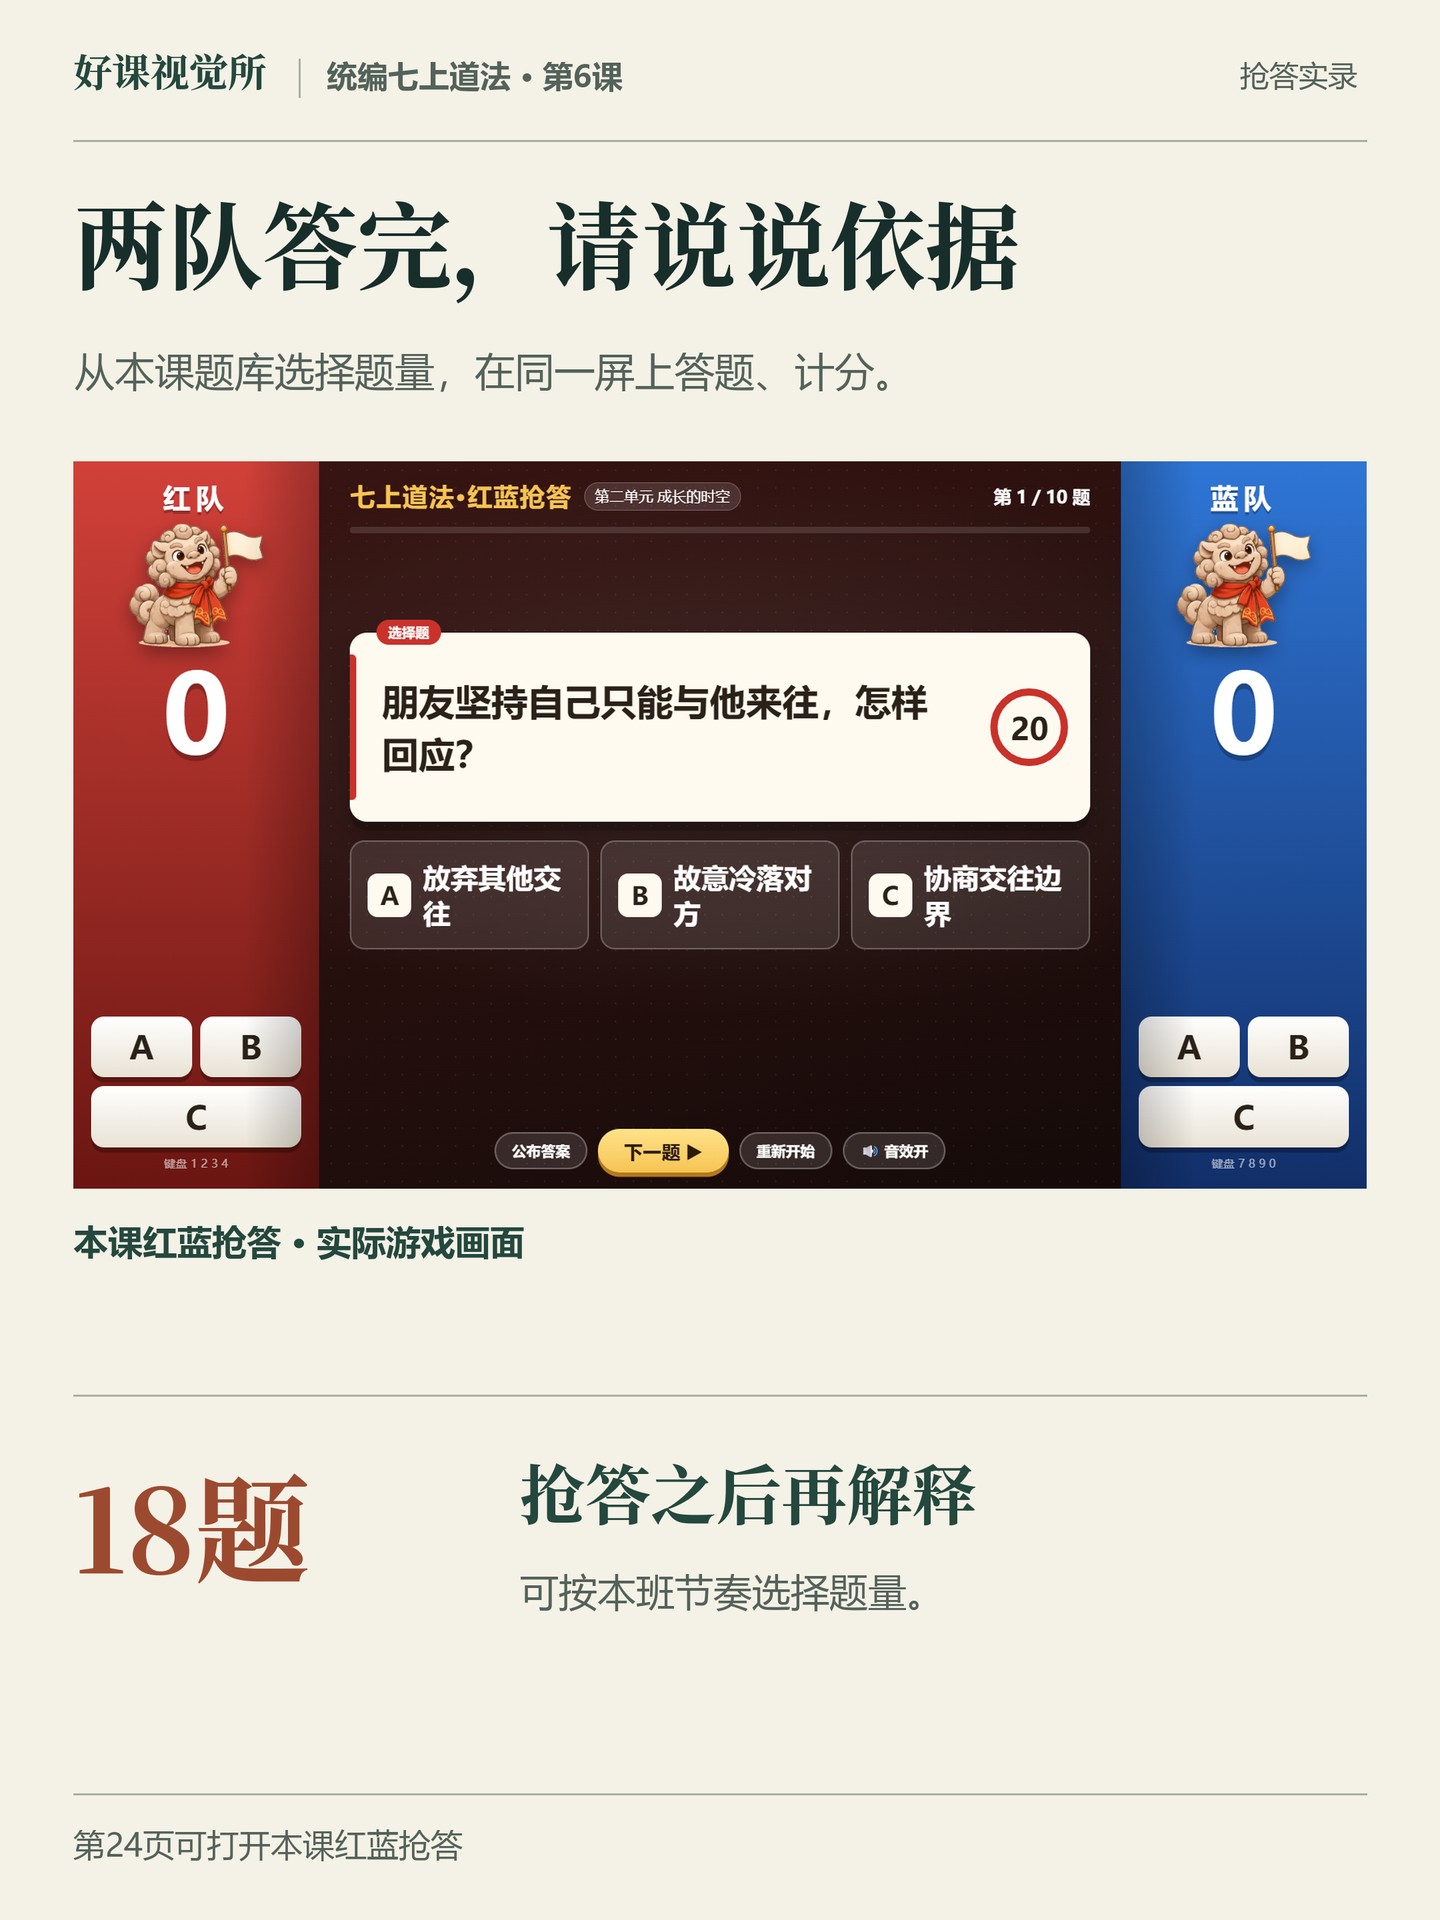 好课视觉所
统编七上道法·第6课
抢答实录
两队答完，请说说依据
从本课题库选择题量，在同一屏上答题、计分。
红队
0
A
B
C
键盘 1 2 3 4
七上道法·红蓝抢答
第二单元 成长的时空
第 1 / 10 题
选择题
朋友坚持自己只能与他来往，怎样
回应？
20
A
放弃其他交
往
B
故意冷落对
方
C
协商交往边
界
公布答案
下一题 ▶
重新开始
🔊 音效开
蓝队
0
A
B
C
键盘 7 8 9 0
本课红蓝抢答·实际游戏画面
18题
抢答之后再解释
可按本班节奏选择题量。
第24页可打开本课红蓝抢答